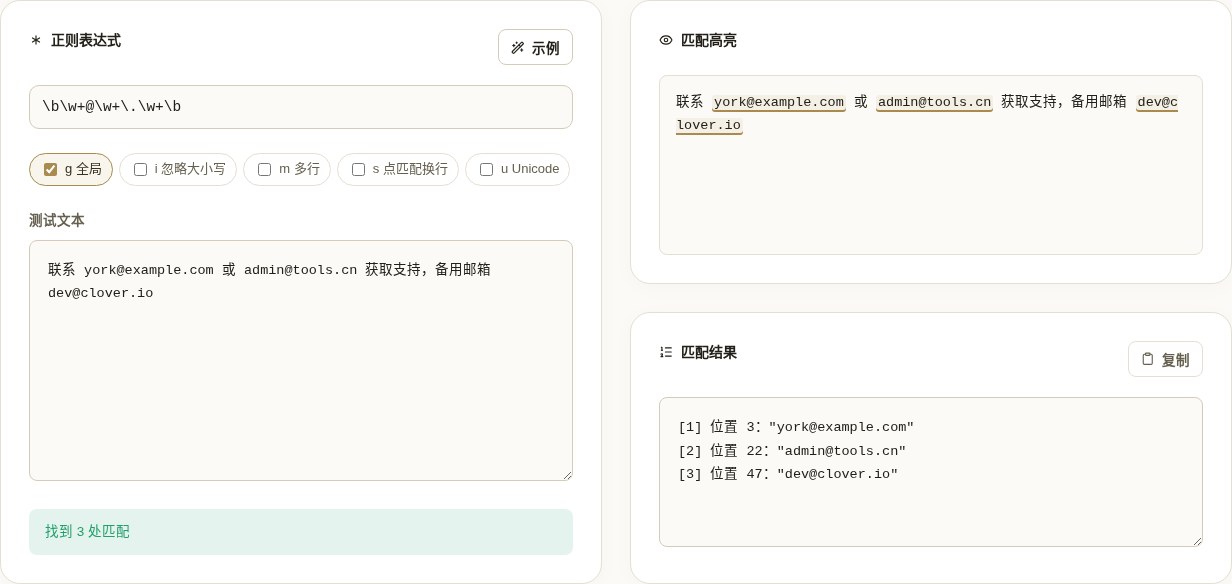 正则表达式
示例
\b\w+@\w+\.\w+\b
g 全局
i 忽略大小写
m 多行
s 点匹配换行
u Unicode
测试文本
联系 york@example.com 或 admin@tools.cn 获取支持，备用邮箱
dev@clover.io
找到 3 处匹配
匹配高亮
联系 york@example.com 或 admin@tools.cn 获取支持，备用邮箱 dev@c
lover.io
匹配结果
复制
[1] 位置 3："york@example.com"
[2] 位置 22："admin@tools.cn"
[3] 位置 47："dev@clover.io"